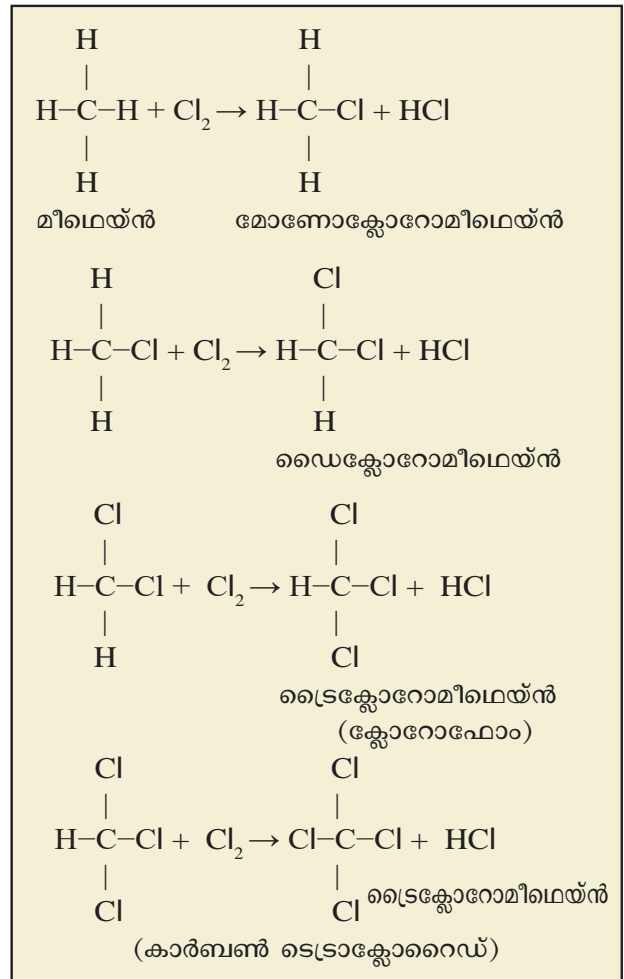 H H
| |
H–C–H + Cl₂ → H–C–Cl + HCl
| |
H H
മീഥെയ്ൻ മോണോക്ലോറോമീഥെയ്ൻ
H Cl
| |
H–C–Cl + Cl₂ → H–C–Cl + HCl
| |
H H
ഡൈക്ലോറോമീഥെയ്ൻ
Cl Cl
| |
H–C–Cl + Cl₂ → H–C–Cl + HCl
| |
H Cl
ട്രൈക്ലോറോമീഥെയ്ൻ
(ക്ലോറോഫോം)
Cl Cl
| |
H–C–Cl + Cl₂ → Cl–C–Cl + HCl
| |
Cl Cl ട്രൈക്ലോറോമീഥെയ്ൻ
(കാർബൺ ടെട്രാക്ലോറൈഡ്)